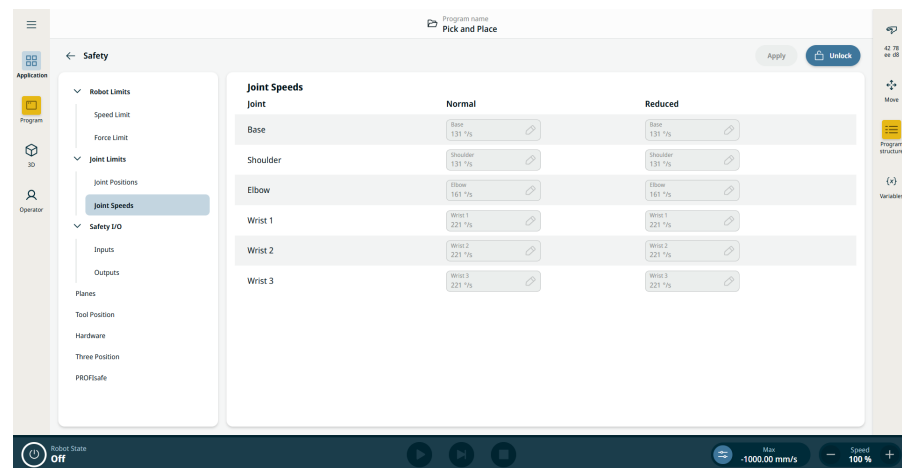 Program name
Pick and Place
Safety
Apply
Unlock
Application
Program
3D
Operator
Robot Limits
Speed Limit
Force Limit
Joint Limits
Joint Positions
Joint Speeds
Safety I/O
Inputs
Outputs
Planes
Tool Position
Hardware
Three Position
PROFIsafe
Joint Speeds
Joint Normal Reduced
Base Base 131 °/s Base 131 °/s
Shoulder Shoulder 131 °/s Shoulder 131 °/s
Elbow Elbow 161 °/s Elbow 161 °/s
Wrist 1 Wrist 1 221 °/s Wrist 1 221 °/s
Wrist 2 Wrist 2 221 °/s Wrist 2 221 °/s
Wrist 3 Wrist 3 221 °/s Wrist 3 221 °/s
42 78
ee d8
Move
Program
structure
{x}
Variables
Robot State
Off
Max
-1000.00 mm/s
Speed
100 %